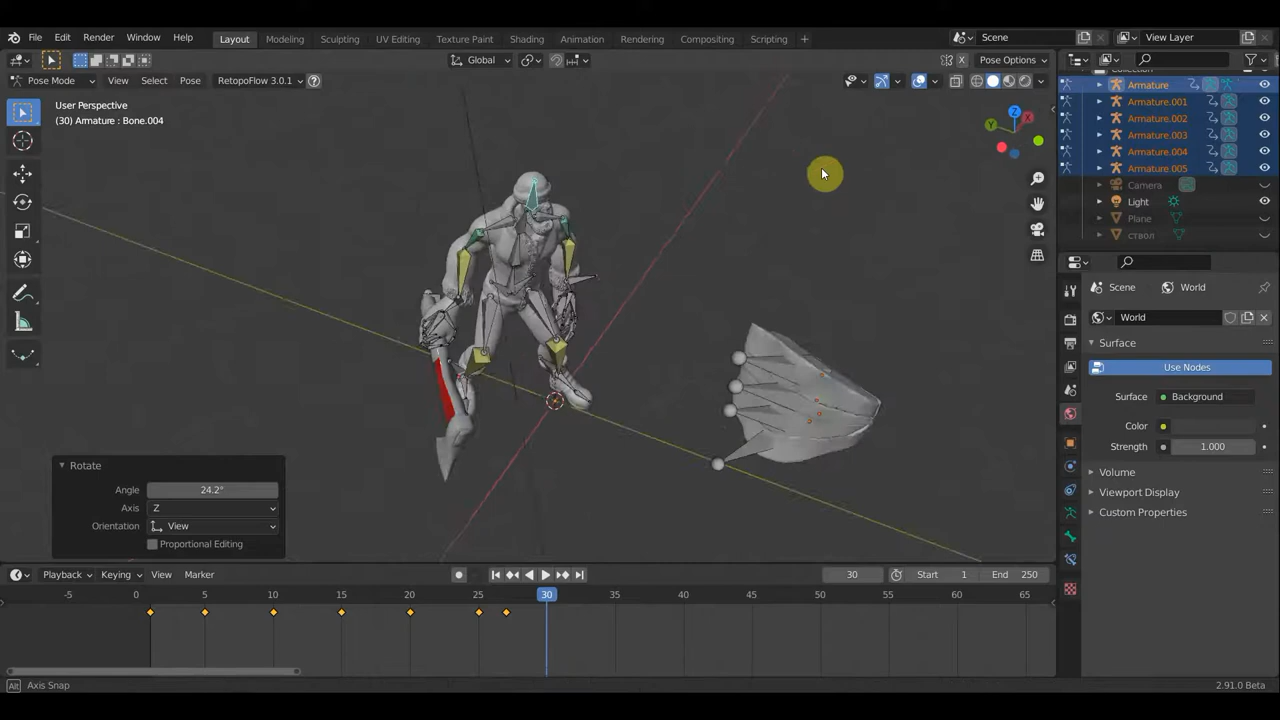 File Edit Render Window Help Layout Modeling Sculpting UV Editing Texture Paint Shading Animation Rendering Compositing Scripting + Scene View Layer
Global Pose Options
Pose Mode View Select Pose RetopoFlow 3.0.1
User Perspective
(30) Armature : Bone.004
Collection
Armature
Armature.001
Armature.002
Armature.003
Armature.004
Armature.005
Camera
Light
Plane
ствол
X
Y
Z
Scene World
World
Surface
Use Nodes
Surface Background
Color
Strength 1.000
Volume
Viewport Display
Custom Properties
Rotate
Angle 24.2°
Axis Z
Orientation View
Proportional Editing
Playback Keying View Marker 30 Start 1 End 250
-5 0 5 10 15 20 25 30 35 40 45 50 55 60 65
Alt Axis Snap 2.91.0 Beta